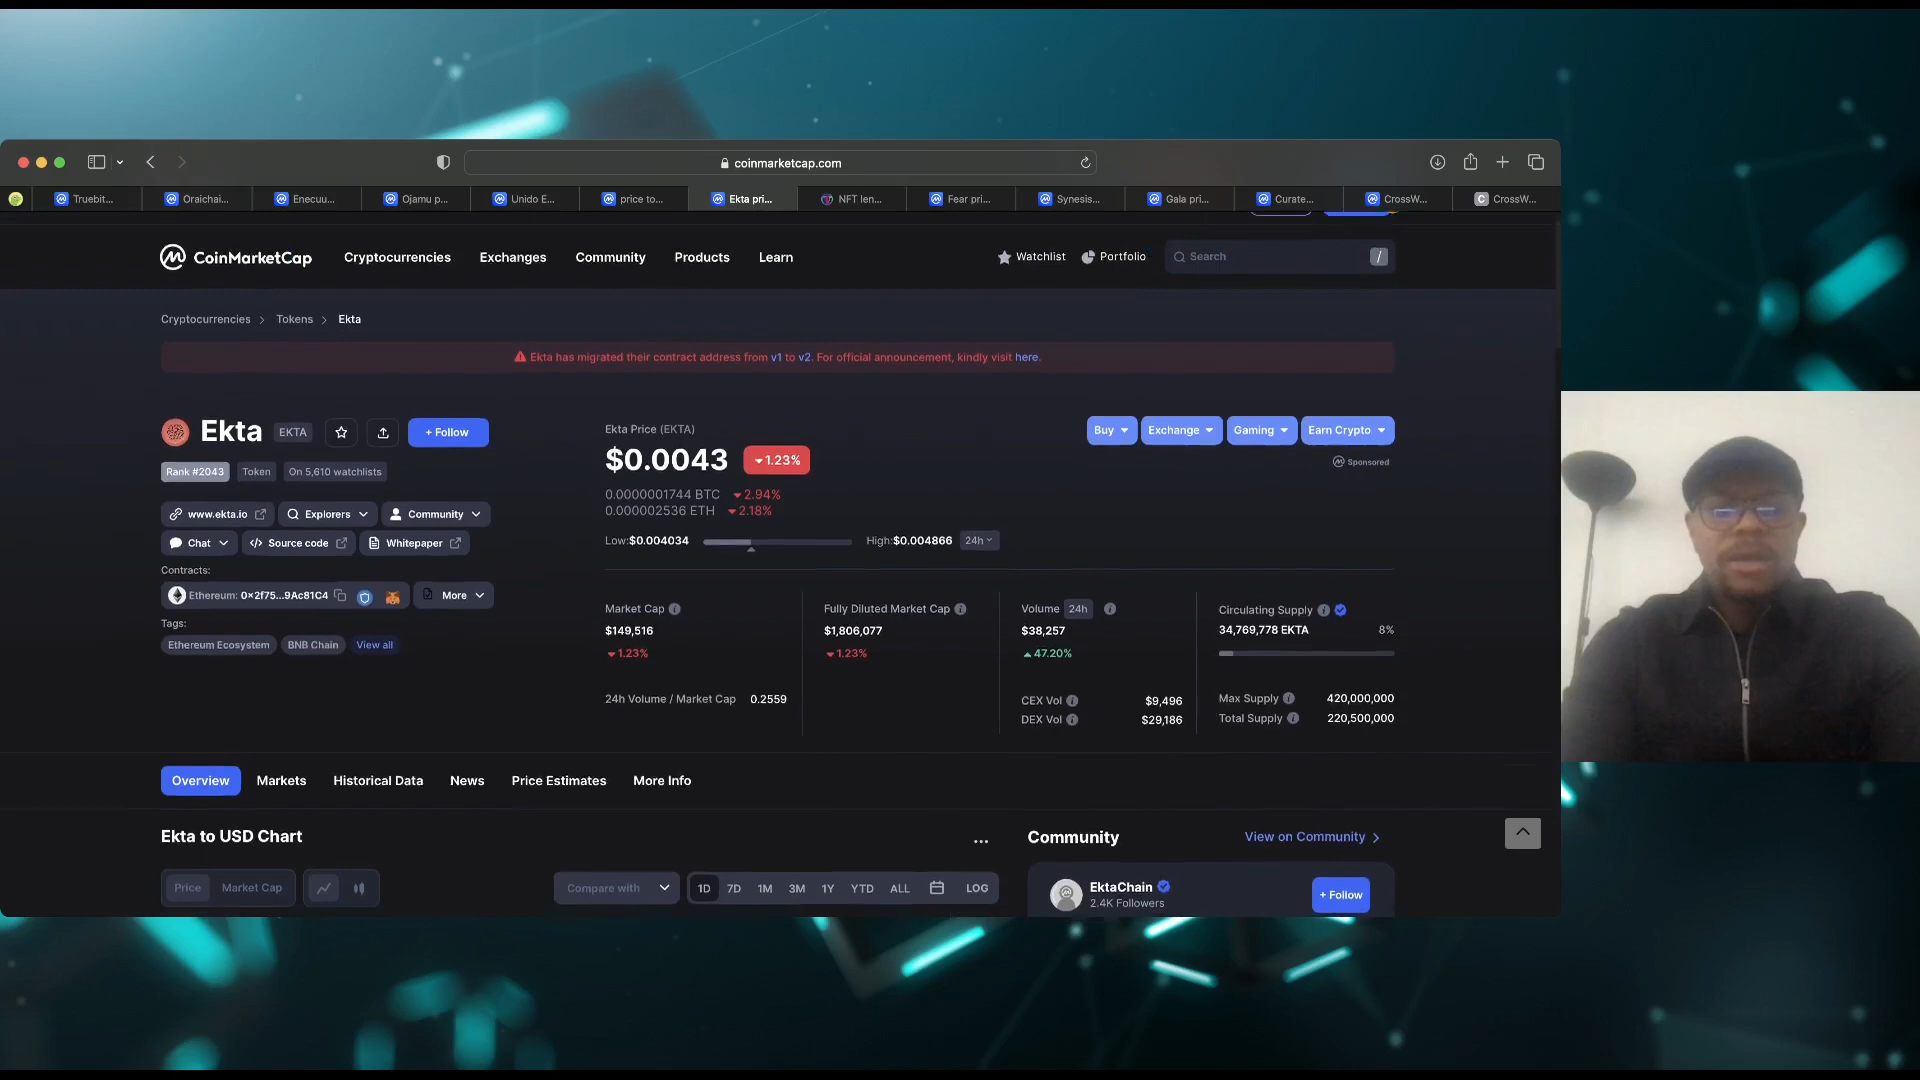 coinmarketcap.com
Truebit... Oraichai... Enecuu... Ojamu p... Unido E... price to... Ekta pri... NFT len... Fear pri... Synesis... Gala pri... Curate... CrossW... CrossW...
CoinMarketCap Cryptocurrencies Exchanges Community Products Learn Watchlist Portfolio Search /
Cryptocurrencies > Tokens > Ekta
Ekta has migrated their contract address from v1 to v2. For official announcement, kindly visit here.
Ekta EKTA + Follow
Rank #2043 Token On 5,610 watchlists
www.ekta.io Explorers Community
Chat Source code Whitepaper
Contracts:
Ethereum: 0x2f75...9Ac81C4 More
Tags:
Ethereum Ecosystem BNB Chain View all
Ekta Price (EKTA)
$0.0043 1.23%
0.0000001744 BTC 2.94%
0.000002536 ETH 2.18%
Low:$0.004034 High:$0.004866 24h
Buy Exchange Gaming Earn Crypto
Sponsored
Market Cap
$149,516
1.23%
24h Volume / Market Cap 0.2559
Fully Diluted Market Cap
$1,806,077
1.23%
Volume 24h
$38,257
47.20%
CEX Vol $9,496
DEX Vol $29,186
Circulating Supply
34,769,778 EKTA 8%
Max Supply 420,000,000
Total Supply 220,500,000
Overview Markets Historical Data News Price Estimates More Info
Ekta to USD Chart
Price Market Cap Compare with 1D 7D 1M 3M 1Y YTD ALL LOG
Community View on Community >
EktaChain + Follow
2.4K Followers